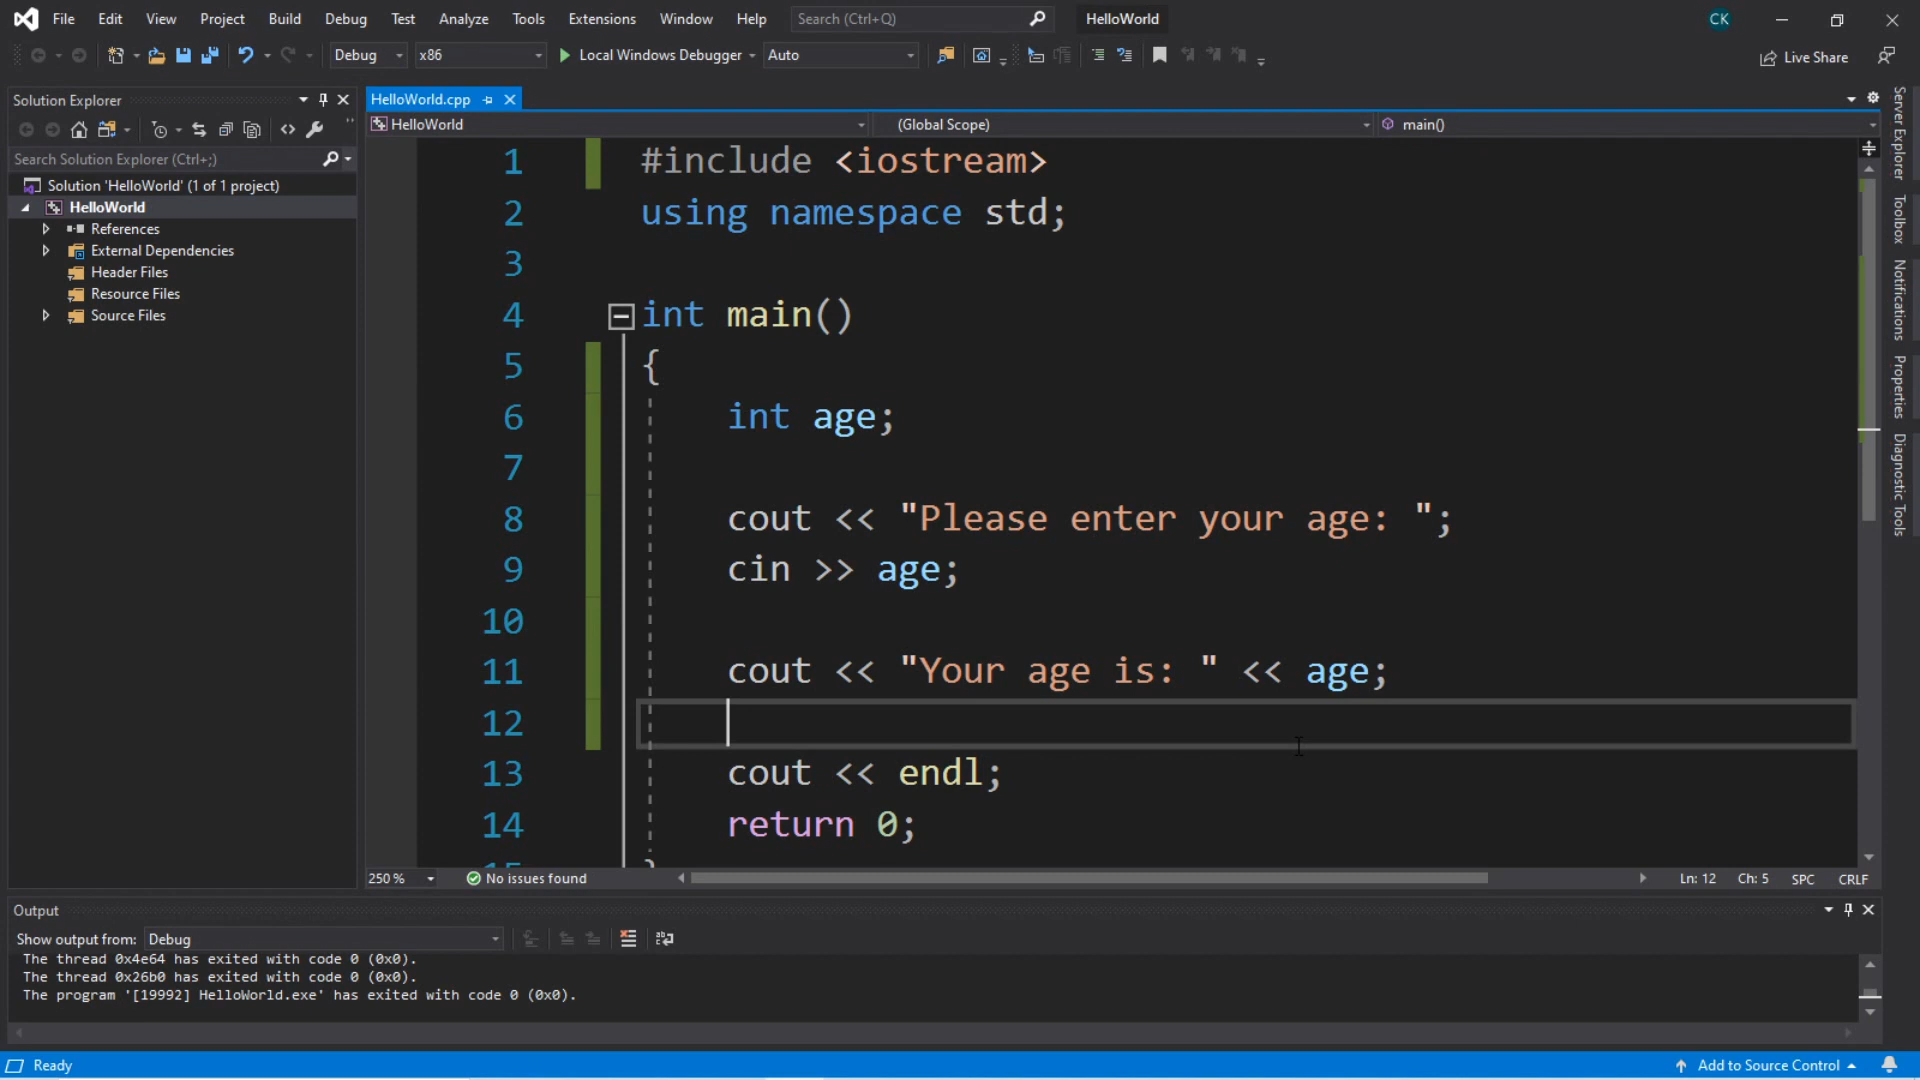 File Edit View Project Build Debug Test Analyze Tools Extensions Window Help Search (Ctrl+Q) HelloWorld CK
Debug x86 Local Windows Debugger Auto Live Share
Solution Explorer
Search Solution Explorer (Ctrl+;)
Solution 'HelloWorld' (1 of 1 project)
HelloWorld
References
External Dependencies
Header Files
Resource Files
Source Files
HelloWorld.cpp
HelloWorld (Global Scope) main()
1 #include <iostream>
2 using namespace std;
3
4 int main()
5 {
6 int age;
7
8 cout << "Please enter your age: ";
9 cin >> age;
10
11 cout << "Your age is: " << age;
12
13 cout << endl;
14 return 0;
250 % No issues found Ln: 12 Ch: 5 SPC CRLF
Server Explorer
Toolbox
Notifications
Properties
Diagnostic Tools
Output
Show output from: Debug
The thread 0x4e64 has exited with code 0 (0x0).
The thread 0x26b0 has exited with code 0 (0x0).
The program '[19992] HelloWorld.exe' has exited with code 0 (0x0).
Ready Add to Source Control